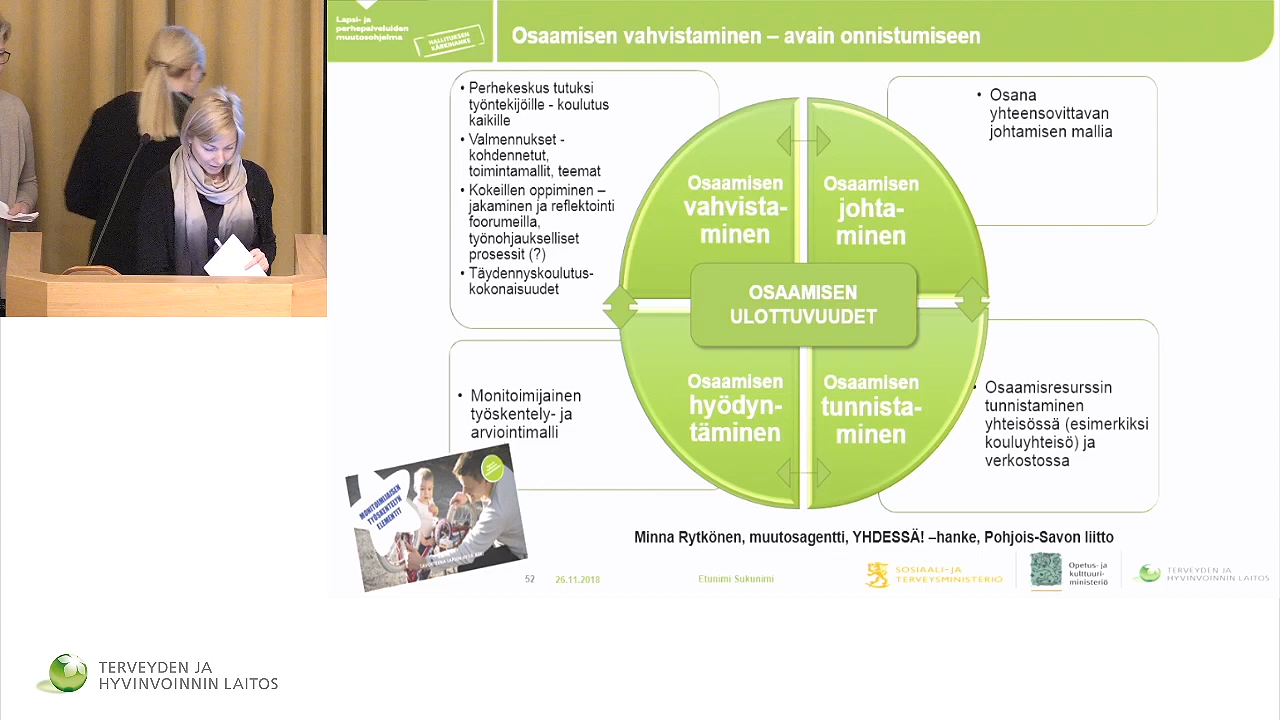 Lapsi- ja
perhepalveluiden
muutosohjelma
HALLITUKSEN
KÄRKIHANKE
Osaamisen vahvistaminen – avain onnistumiseen
• Perhekeskus tutuksi
työntekijöille - koulutus
kaikille
• Valmennukset -
kohdennetut,
toimintamallit, teemat
• Kokeillen oppiminen –
jakaminen ja reflektointi
foorumeilla,
työnohjaukselliset
prosessit (?)
• Täydennyskoulutus-
kokonaisuudet
• Osana
yhteensovittavan
johtamisen mallia
Osaamisen
vahvista-
minen
Osaamisen
johta-
minen
OSAAMISEN
ULOTTUVUUDET
Osaamisen
hyödyn-
täminen
Osaamisen
tunnista-
minen
• Monitoimijainen
työskentely- ja
arviointimalli
• Osaamisresurssin
tunnistaminen
yhteisössä (esimerkiksi
kouluyhteisö) ja
verkostossa
MONITOIMIJAISEN
TYÖSKENTELYN
ELEMENTIT
Minna Rytkönen, muutosagentti, YHDESSÄ! –hanke, Pohjois-Savon liitto
52 26.11.2018 Etunimi Sukunimi
SOSIAALI- JA
TERVEYSMINISTERIÖ
Opetus- ja
kulttuuri-
ministeriö
TERVEYDEN JA
HYVINVOINNIN LAITOS
TERVEYDEN JA
HYVINVOINNIN LAITOS